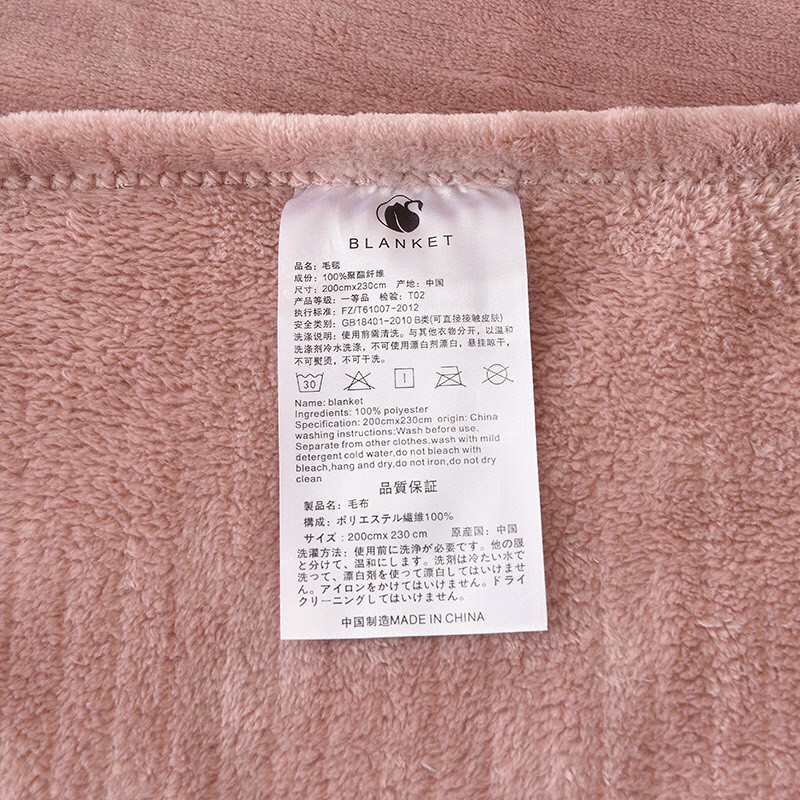 BLANKET
品名：毛毯
成份：100%聚酯纤维
尺寸：200cmx230cm 产地：中国
产品等级：一等品 检验：T02
执行标准：FZ/T61007-2012
安全类别：GB18401-2010 B类(可直接接触皮肤)
洗涤说明：使用前需清洗。与其他衣物分开，以温和
洗涤剂冷水洗涤，不可使用漂白剂漂白，悬挂晾干，
不可熨烫，不可干洗。
30
Name: blanket
Ingredients: 100% polyester
Specification: 200cmx230cm origin: China
washing instructions:Wash before use.
Separate from other clothes.wash with mild
detergent cold water,do not bleach with
bleach,hang and dry,do not iron,do not dry
clean
品質保証
製品名：毛布
構成：ポリエステル繊維100%
サイズ：200cmx 230 cm 原産国：中国
洗濯方法：使用前に洗浄が必要です。他の服
と分けて、温和にします。洗剤は冷たい水で
洗って、漂白剤を使って漂白してはいけませ
ん。アイロンをかけてはいけません。ドライ
クリーニングしてはいけません。
中国制造MADE IN CHINA